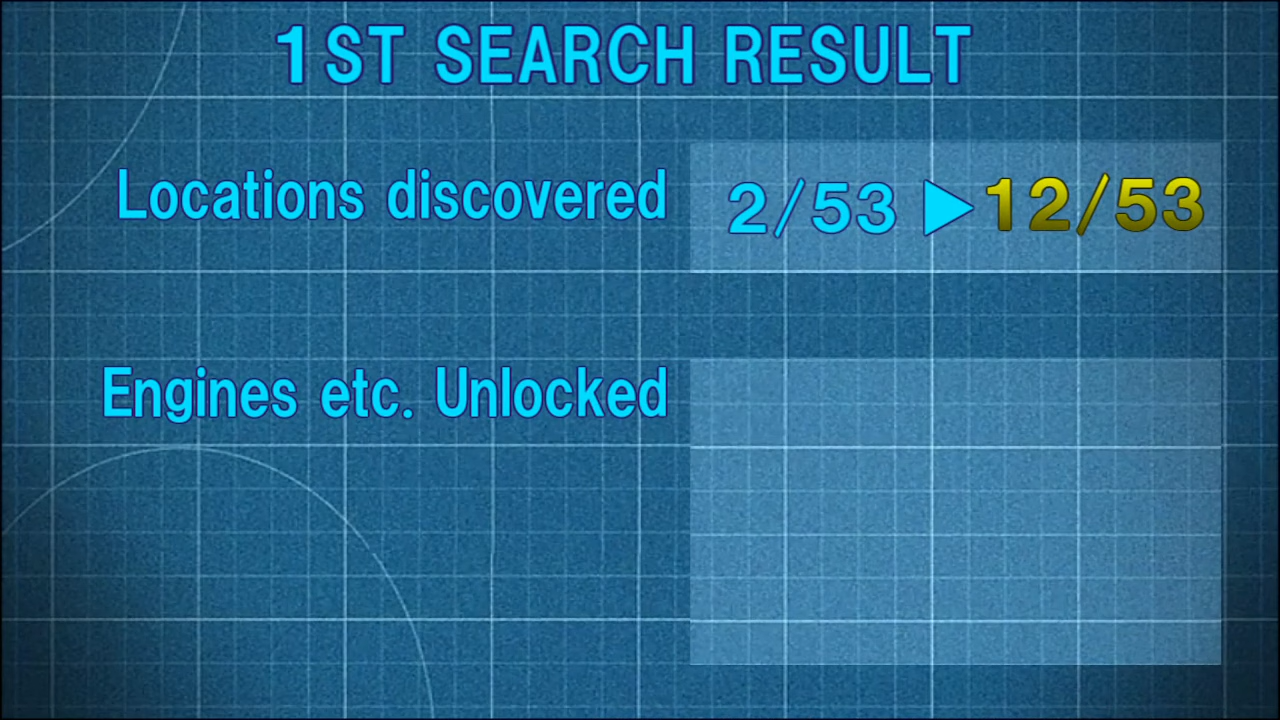 1ST SEARCH RESULT
Locations discovered 2/53 ▶ 12/53
Engines etc. Unlocked